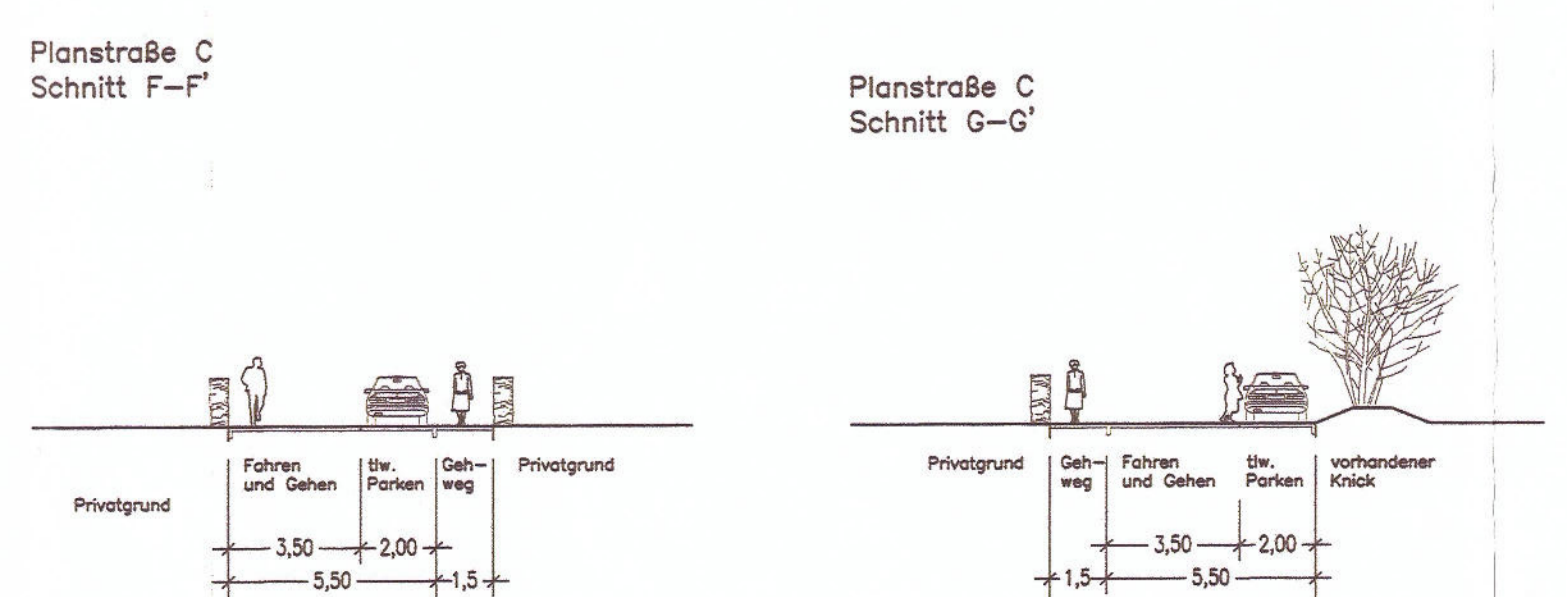 Planstraße C
Schnitt F–F'
Fahren
und Gehen
tlw.
Parken
Geh–
weg
Privatgrund
Privatgrund
3,50
2,00
5,50
1,5
Planstraße C
Schnitt G–G'
Privatgrund
Geh–
weg
Fahren
und Gehen
tlw.
Parken
vorhandener
Knick
3,50
2,00
1,5
5,50